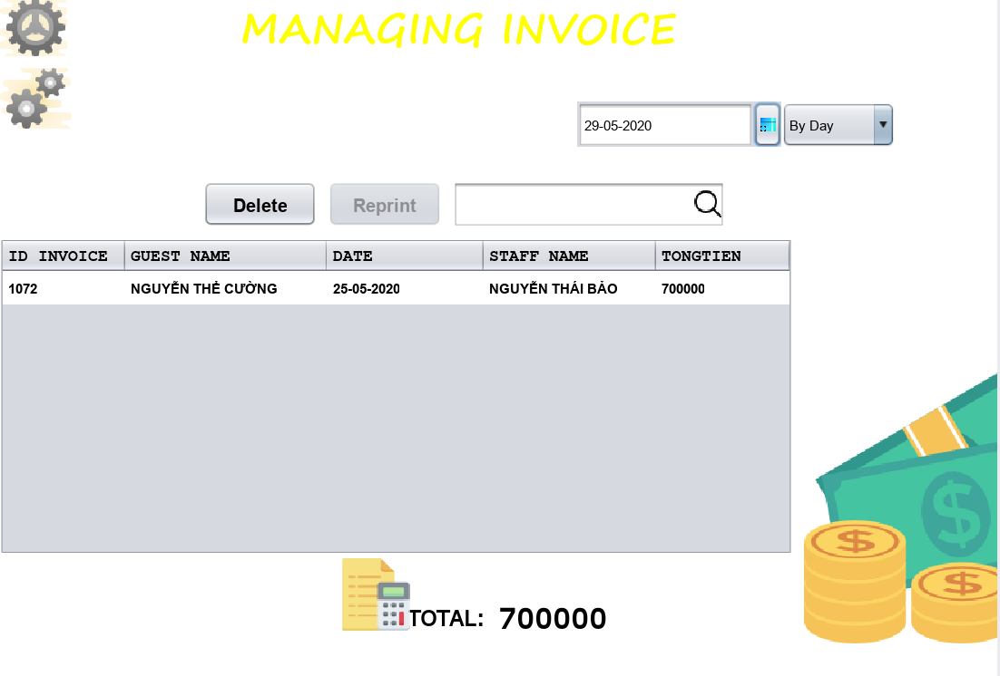 MANAGING INVOICE
29-05-2020 By Day
Delete Reprint
ID INVOICE GUEST NAME DATE STAFF NAME TONGTIEN
1072 NGUYỄN THẾ CƯỜNG 25-05-2020 NGUYỄN THÁI BẢO 700000
TOTAL: 700000